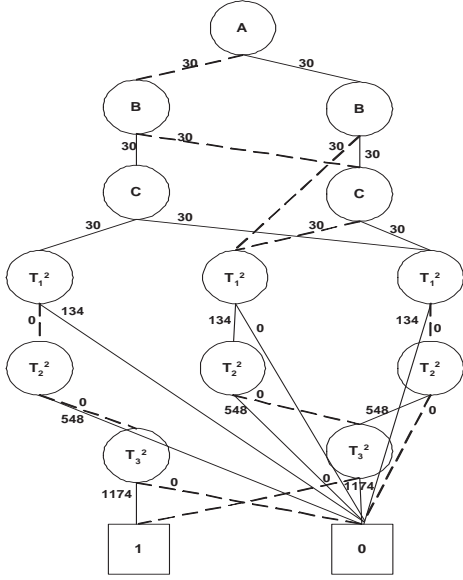 A
30 30
B B
30 30 30 30
C C
30 30 30 30
T₁² T₁² T₁²
0 134 134 0 134 0
T₂² T₂² T₂²
0 548 0 548 548 0
T₃² T₃²
1174 0 0 1174
1 0